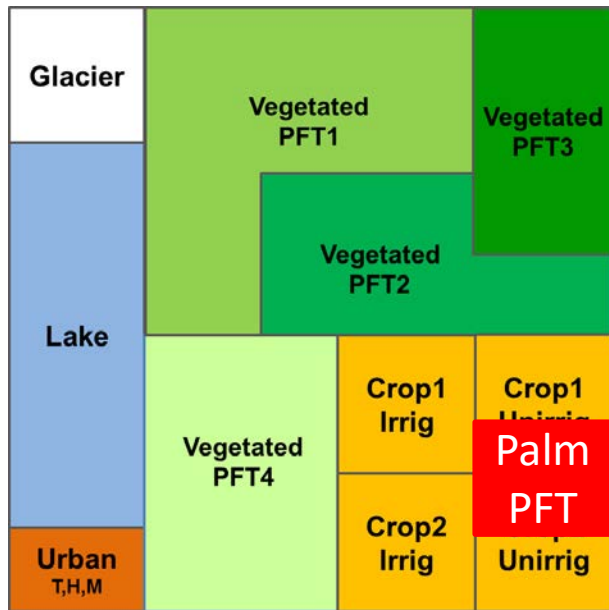 Glacier
Vegetated
PFT1
Vegetated
PFT3
Vegetated
PFT2
Lake
Vegetated
PFT4
Crop1
Irrig
Crop1
Unirrig
Palm
PFT
Crop2
Irrig
Unirrig
Urban
T,H,M